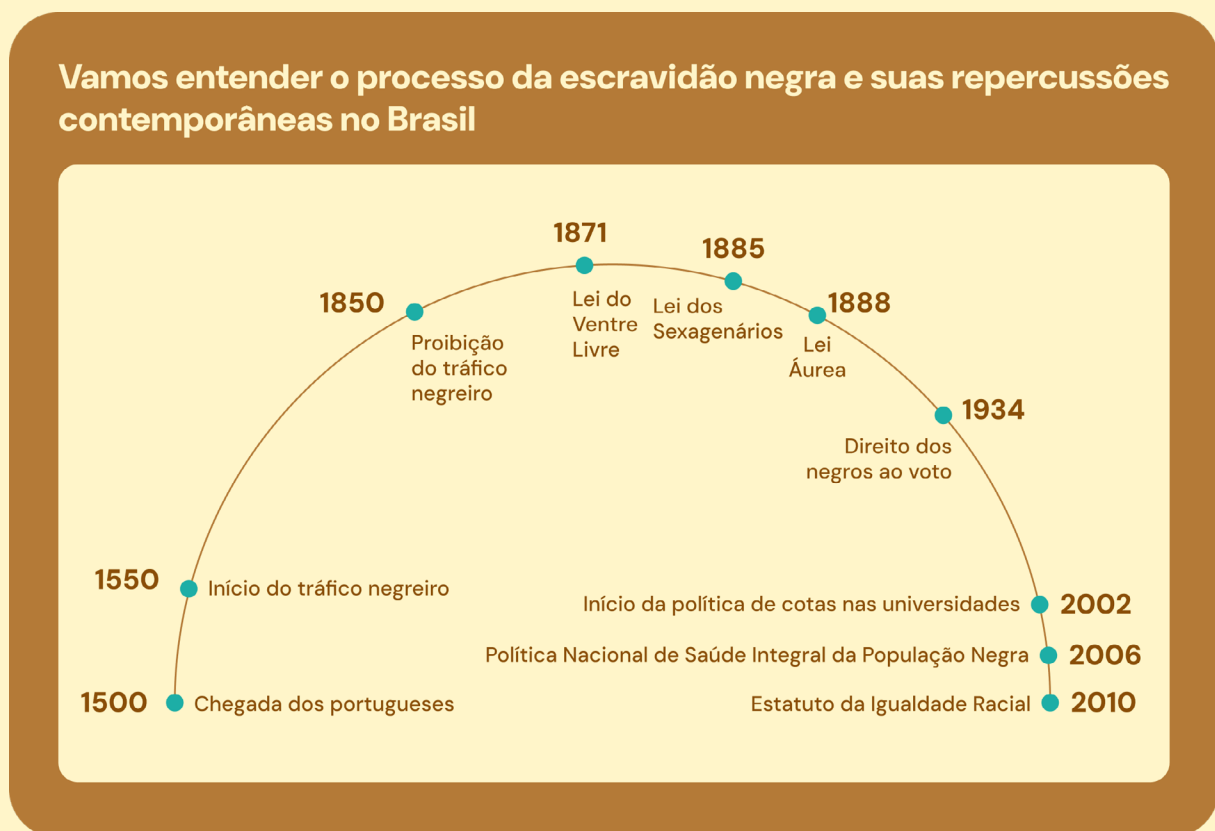 Vamos entender o processo da escravidão negra e suas repercussões
contemporâneas no Brasil
1500
Chegada dos portugueses
1550
Início do tráfico negreiro
1850
Proibição
do tráfico
negreiro
1871
Lei do
Ventre
Livre
1885
Lei dos
Sexagenários
1888
Lei
Áurea
1934
Direito dos
negros ao voto
Início da política de cotas nas universidades
2002
Política Nacional de Saúde Integral da População Negra
2006
Estatuto da Igualdade Racial
2010